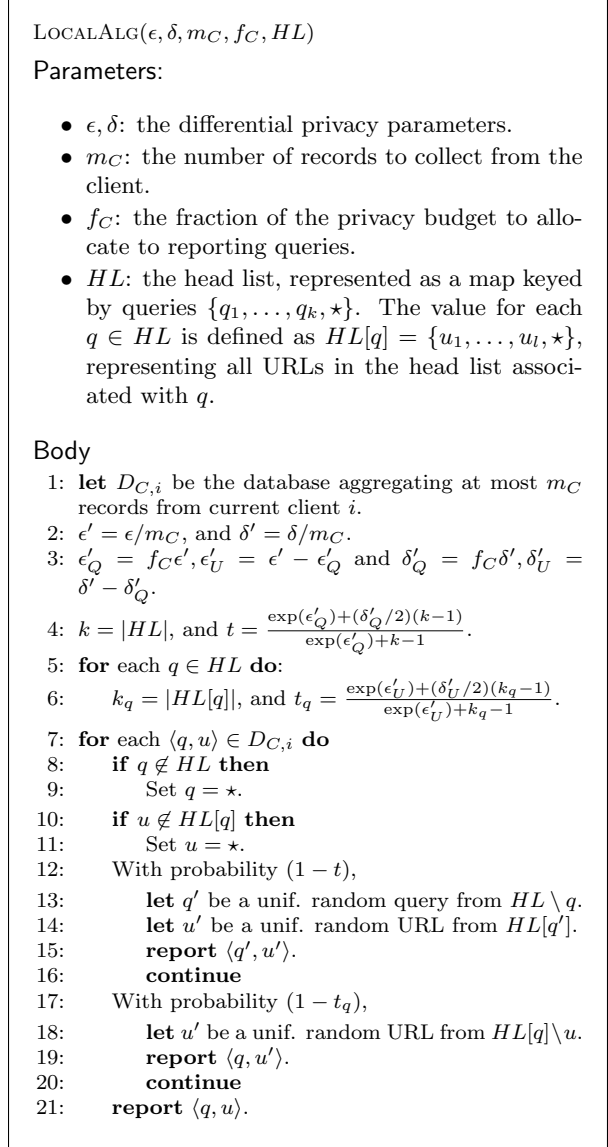 LOCALALG(ϵ, δ, m_C, f_C, HL)
Parameters:
• ϵ, δ: the differential privacy parameters.
• m_C: the number of records to collect from the
client.
• f_C: the fraction of the privacy budget to allo-
cate to reporting queries.
• HL: the head list, represented as a map keyed
by queries {q_1, . . . , q_k, ⋆}. The value for each
q ∈ HL is defined as HL[q] = {u_1, . . . , u_l, ⋆},
representing all URLs in the head list associ-
ated with q.
Body
1: let D_{C,i} be the database aggregating at most m_C
records from current client i.
2: ϵ′ = ϵ/m_C, and δ′ = δ/m_C.
3: ϵ′_Q = f_C ϵ′, ϵ′_U = ϵ′ − ϵ′_Q and δ′_Q = f_C δ′, δ′_U =
δ′ − δ′_Q.
4: k = |HL|, and t = \frac{exp(ϵ′_Q)+(δ′_Q/2)(k−1)}{exp(ϵ′_Q)+k−1}.
5: for each q ∈ HL do:
6: k_q = |HL[q]|, and t_q = \frac{exp(ϵ′_U)+(δ′_U/2)(k_q−1)}{exp(ϵ′_U)+k_q−1}.
7: for each ⟨q, u⟩ ∈ D_{C,i} do
8: if q ∉ HL then
9: Set q = ⋆.
10: if u ∉ HL[q] then
11: Set u = ⋆.
12: With probability (1 − t),
13: let q′ be a unif. random query from HL \ q.
14: let u′ be a unif. random URL from HL[q′].
15: report ⟨q′, u′⟩.
16: continue
17: With probability (1 − t_q),
18: let u′ be a unif. random URL from HL[q]\u.
19: report ⟨q, u′⟩.
20: continue
21: report ⟨q, u⟩.